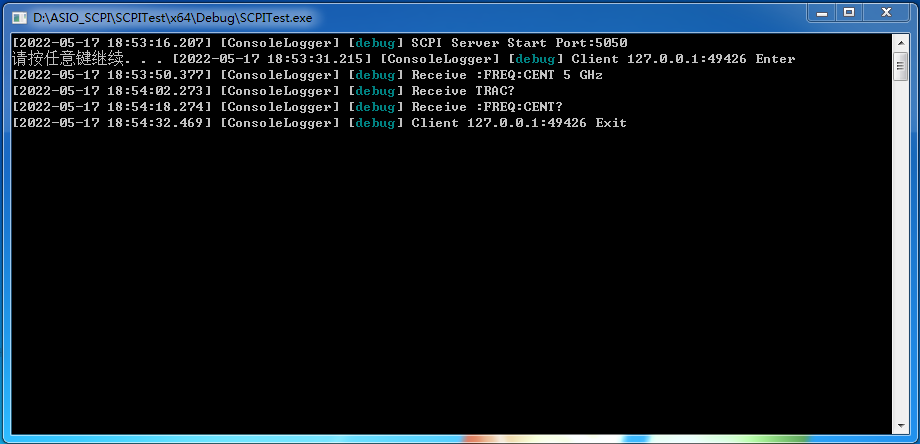 D:\ASIO_SCPI\SCPITest\x64\Debug\SCPITest.exe
[2022-05-17 18:53:16.207] [ConsoleLogger] [debug] SCPI Server Start Port:5050
请按任意键继续. . . [2022-05-17 18:53:31.215] [ConsoleLogger] [debug] Client 127.0.0.1:49426 Enter
[2022-05-17 18:53:50.377] [ConsoleLogger] [debug] Receive :FREQ:CENT 5 GHz
[2022-05-17 18:54:02.273] [ConsoleLogger] [debug] Receive TRAC?
[2022-05-17 18:54:18.274] [ConsoleLogger] [debug] Receive :FREQ:CENT?
[2022-05-17 18:54:32.469] [ConsoleLogger] [debug] Client 127.0.0.1:49426 Exit